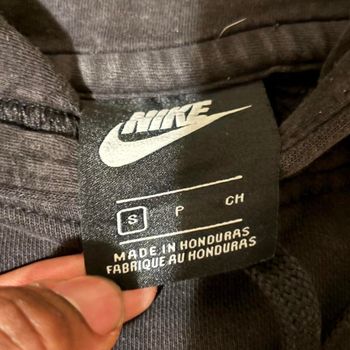 NIKE
S P CH
MADE IN HONDURAS
FABRIQUE AU HONDURAS